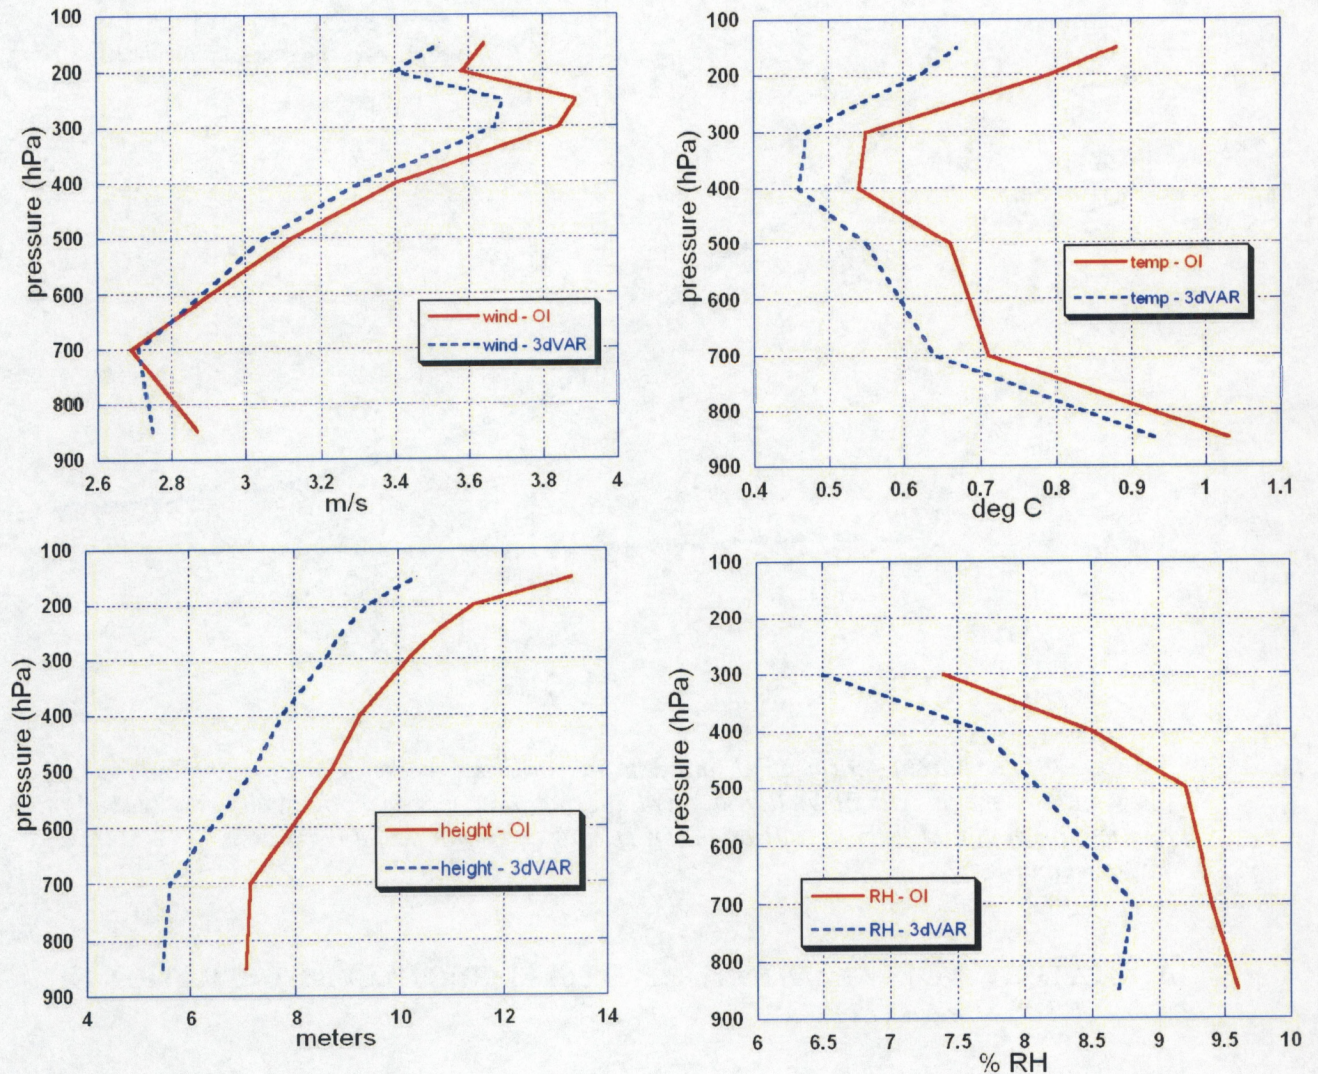 100
200
300
400
500
600
700
800
900
pressure (hPa)
wind - OI
wind - 3dVAR
2.6 2.8 3 3.2 3.4 3.6 3.8 4
m/s
100
200
300
400
500
600
700
800
900
pressure (hPa)
temp - OI
temp - 3dVAR
0.4 0.5 0.6 0.7 0.8 0.9 1 1.1
deg C
100
200
300
400
500
600
700
800
900
pressure (hPa)
height - OI
height - 3dVAR
4 6 8 10 12 14
meters
100
200
300
400
500
600
700
800
900
pressure (hPa)
RH - OI
RH - 3dVAR
6 6.5 7 7.5 8 8.5 9 9.5 10
% RH